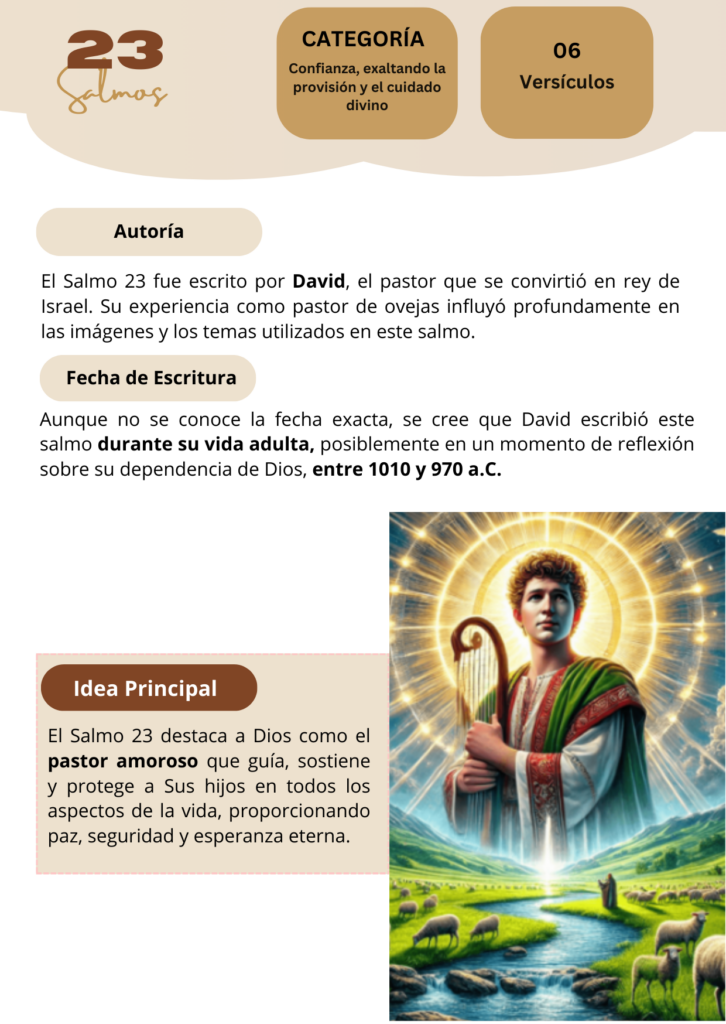 23
Salmos
CATEGORÍA
Confianza, exaltando la
provisión y el cuidado
divino
06
Versículos
Autoría
El Salmo 23 fue escrito por David, el pastor que se convirtió en rey de
Israel. Su experiencia como pastor de ovejas influyó profundamente en
las imágenes y los temas utilizados en este salmo.
Fecha de Escritura
Aunque no se conoce la fecha exacta, se cree que David escribió este
salmo durante su vida adulta, posiblemente en un momento de reflexión
sobre su dependencia de Dios, entre 1010 y 970 a.C.
Idea Principal
El Salmo 23 destaca a Dios como el
pastor amoroso que guía, sostiene
y protege a Sus hijos en todos los
aspectos de la vida, proporcionando
paz, seguridad y esperanza eterna.